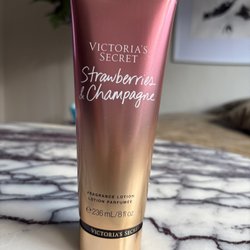 VICTORIA'S
SECRET
Strawberries
& Champagne
FRAGRANCE LOTION
LOTION PARFUMÉE
℮236 mL/8 fl oz
VICTORIA'S SECRET